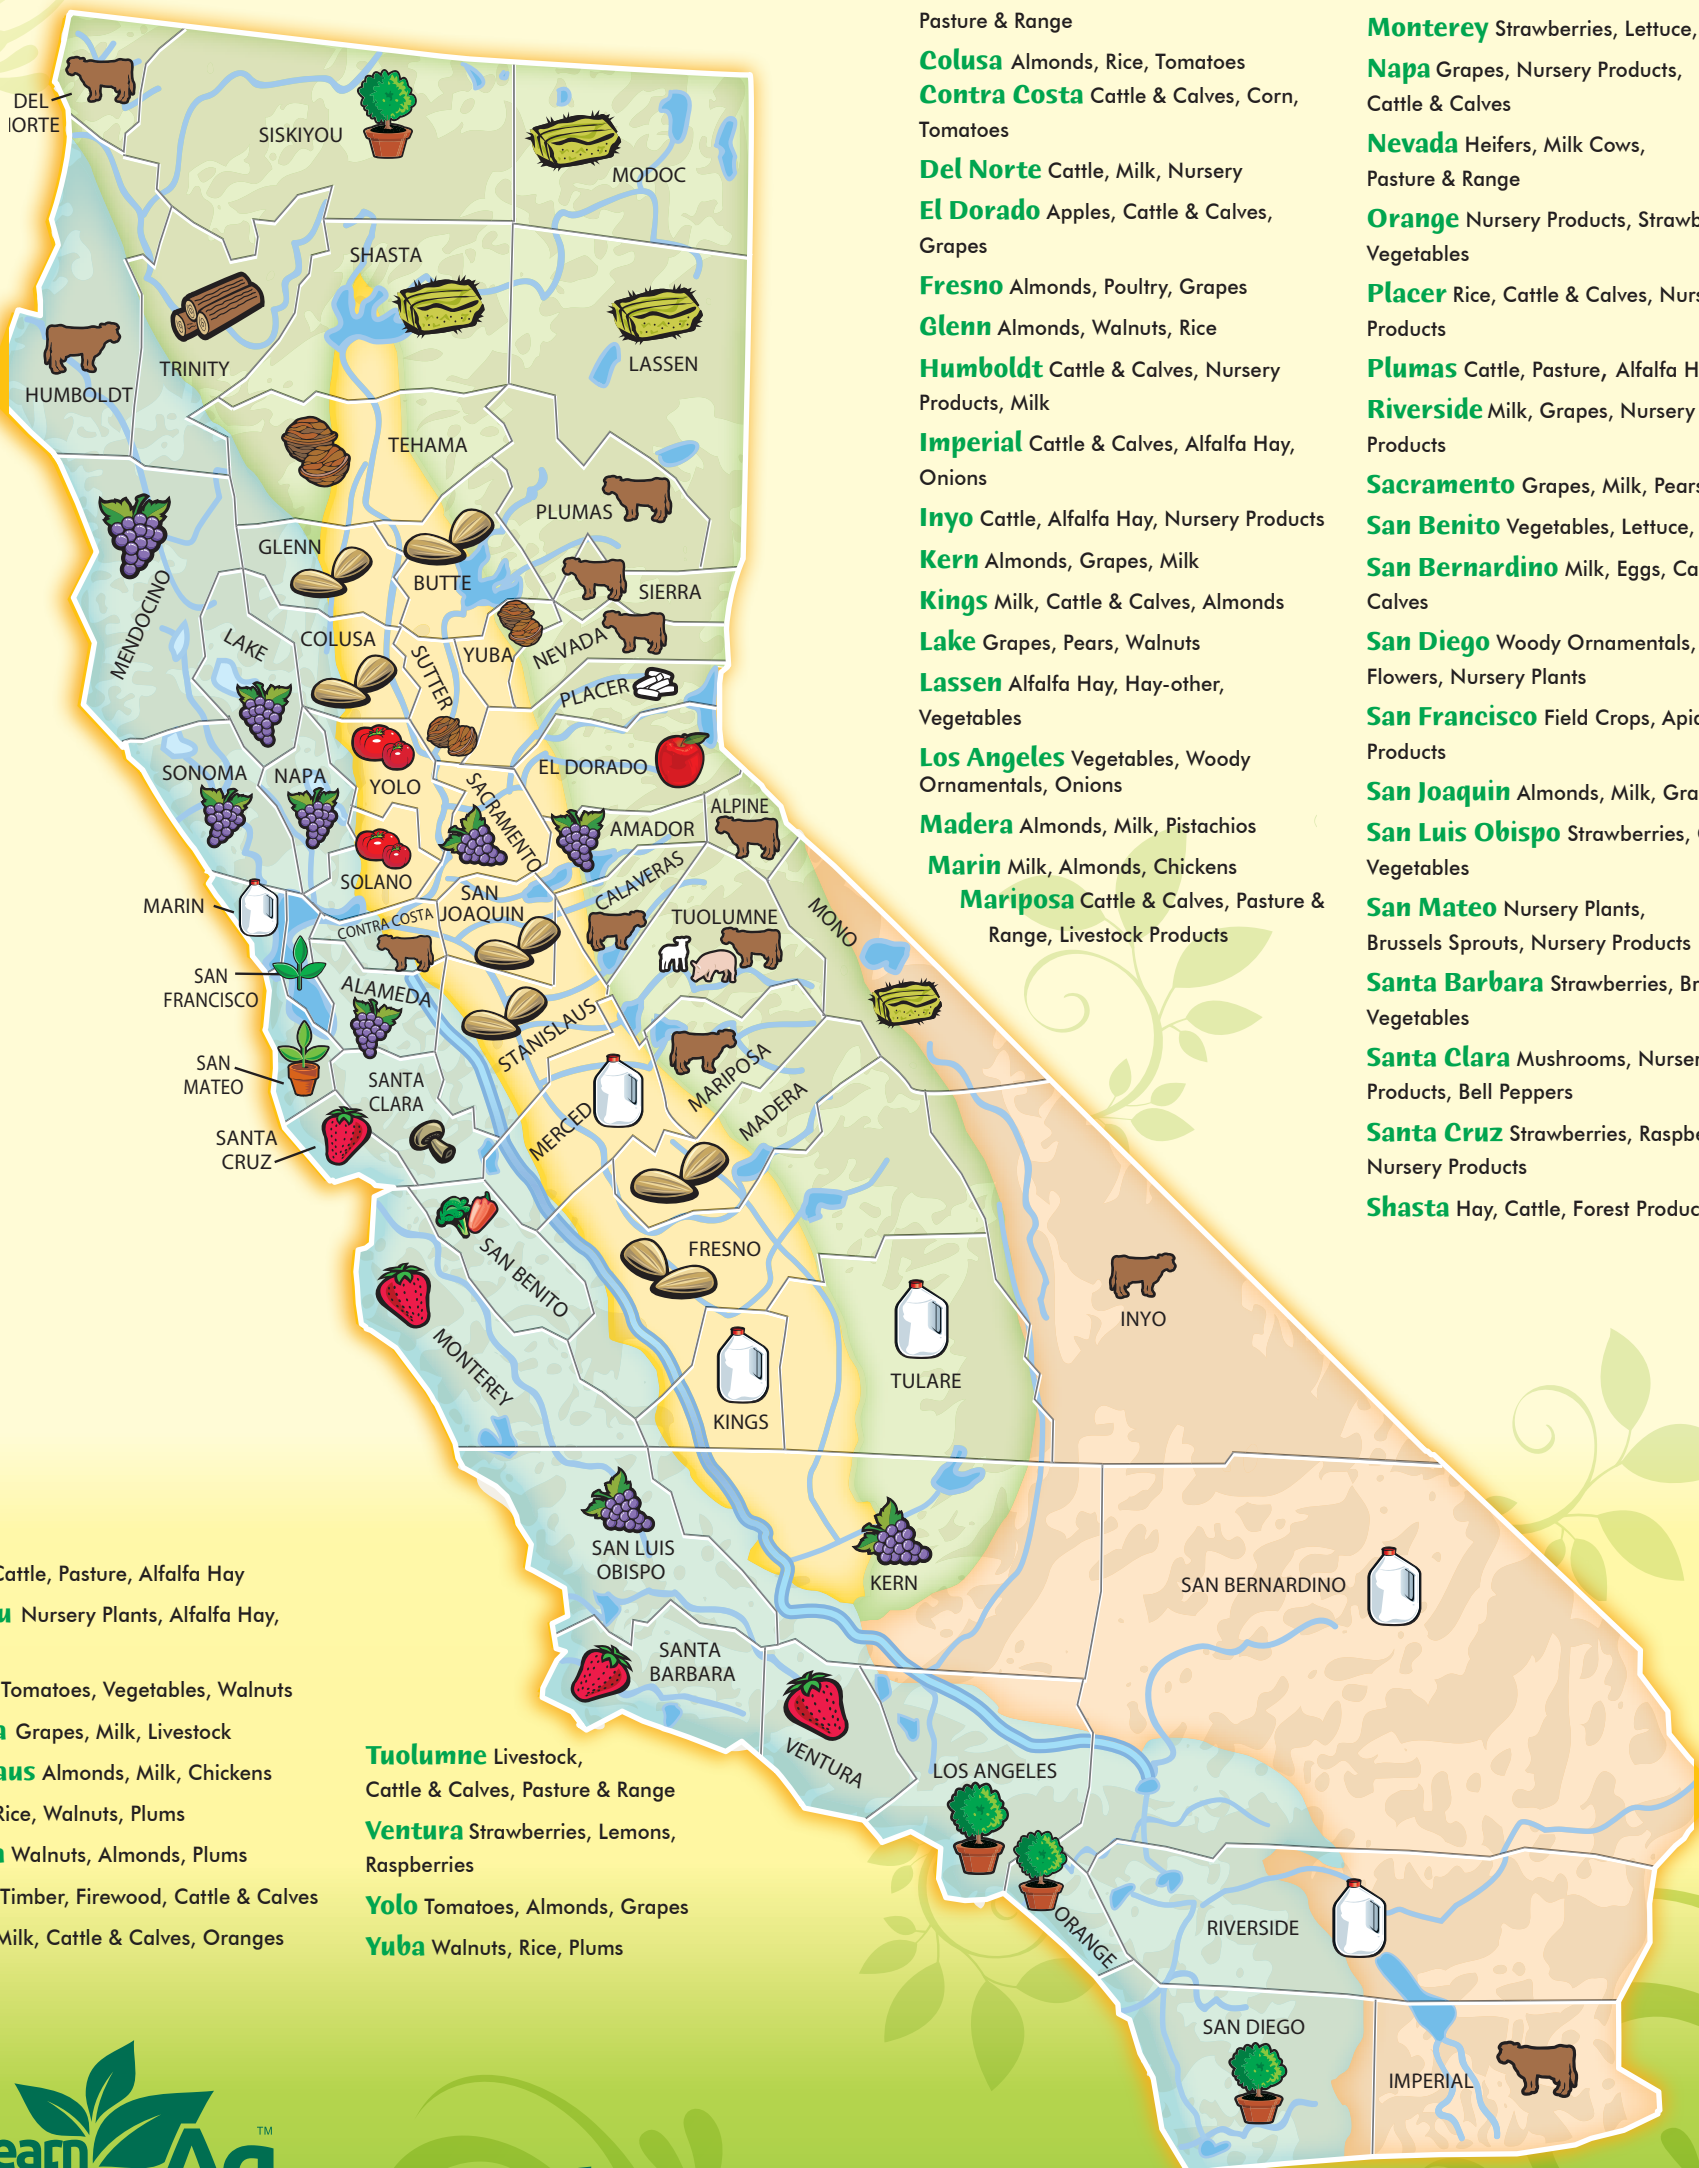 DEL
SISKIYOU
MODOC
SHASTA
LASSEN
TRINITY
HUMBOLDT
TEHAMA
PLUMAS
GLENN
BUTTE
SIERRA
MENDOCINO
LAKE
COLUSA
SUTTER
YUBA
NEVADA
PLACER
EL DORADO
SONOMA
NAPA
YOLO
SACRAMENTO
ALPINE
AMADOR
SOLANO
CALAVERAS
MARIN
SAN
JOAQUIN
CONTRA COSTA
TUOLUMNE
MONO
SAN
FRANCISCO
ALAMEDA
STANISLAUS
SAN
MATEO
SANTA
CLARA
MARIPOSA
MERCED
MADERA
SANTA
CRUZ
SAN BENITO
FRESNO
MONTEREY
INYO
TULARE
KINGS
SAN LUIS
OBISPO
KERN
SAN BERNARDINO
SANTA
BARBARA
VENTURA
LOS ANGELES
ORANGE
RIVERSIDE
SAN DIEGO
IMPERIAL
Pasture & Range
Colusa Almonds, Rice, Tomatoes
Contra Costa Cattle & Calves, Corn,
Tomatoes
Del Norte Cattle, Milk, Nursery
El Dorado Apples, Cattle & Calves,
Grapes
Fresno Almonds, Poultry, Grapes
Glenn Almonds, Walnuts, Rice
Humboldt Cattle & Calves, Nursery
Products, Milk
Imperial Cattle & Calves, Alfalfa Hay,
Onions
Inyo Cattle, Alfalfa Hay, Nursery Products
Kern Almonds, Grapes, Milk
Kings Milk, Cattle & Calves, Almonds
Lake Grapes, Pears, Walnuts
Lassen Alfalfa Hay, Hay-other,
Vegetables
Los Angeles Vegetables, Woody
Ornamentals, Onions
Madera Almonds, Milk, Pistachios
Marin Milk, Almonds, Chickens
Mariposa Cattle & Calves, Pasture &
Range, Livestock Products
Monterey Strawberries, Lettuce,
Napa Grapes, Nursery Products,
Cattle & Calves
Nevada Heifers, Milk Cows,
Pasture & Range
Orange Nursery Products,
Vegetables
Placer Rice, Cattle & Calves,
Products
Plumas Cattle, Pasture, Alfalfa
Riverside Milk, Grapes, Nursery
Products
Sacramento Grapes, Milk, Pears
San Benito Vegetables, Lettuce,
San Bernardino Milk, Eggs,
Calves
San Diego Woody Ornamentals,
Flowers, Nursery Plants
San Francisco Field Crops,
Products
San Joaquin Almonds, Milk,
San Luis Obispo Strawberries,
Vegetables
San Mateo Nursery Plants,
Brussels Sprouts, Nursery Products
Santa Barbara Strawberries,
Vegetables
Santa Clara Mushrooms,
Products, Bell Peppers
Santa Cruz Strawberries,
Nursery Products
Shasta Hay, Cattle, Forest
Cattle, Pasture, Alfalfa Hay
Nursery Plants, Alfalfa Hay,
Tomatoes, Vegetables, Walnuts
Grapes, Milk, Livestock
Almonds, Milk, Chickens
Rice, Walnuts, Plums
Walnuts, Almonds, Plums
Timber, Firewood, Cattle & Calves
Milk, Cattle & Calves, Oranges
Tuolumne Livestock,
Cattle & Calves, Pasture & Range
Ventura Strawberries, Lemons,
Raspberries
Yolo Tomatoes, Almonds, Grapes
Yuba Walnuts, Rice, Plums
TM